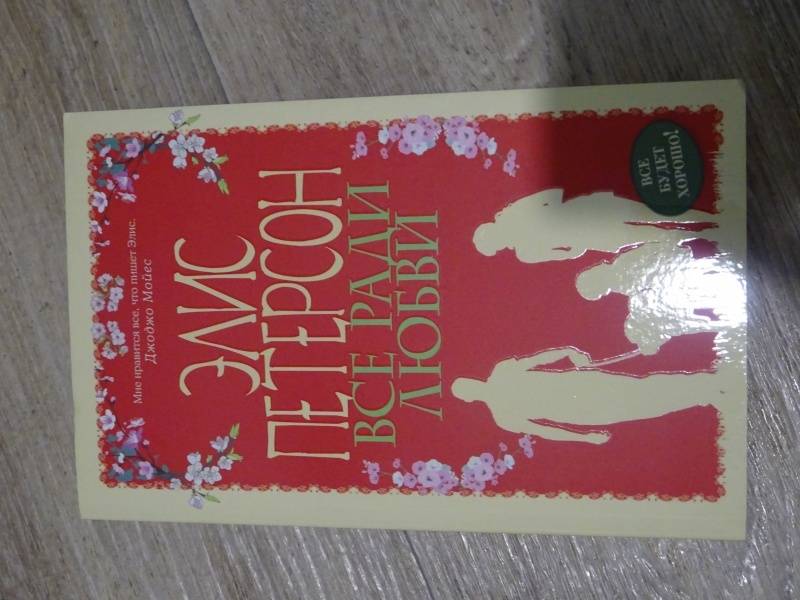 Мне нравится все, что пишет Элис.
Джоджо Мойес
ЭЛИС
ПЕТЕРСОН
ВСЕ РАДИ
ЛЮБВИ
ВСЕ
БУДЕТ
ХОРОШО!